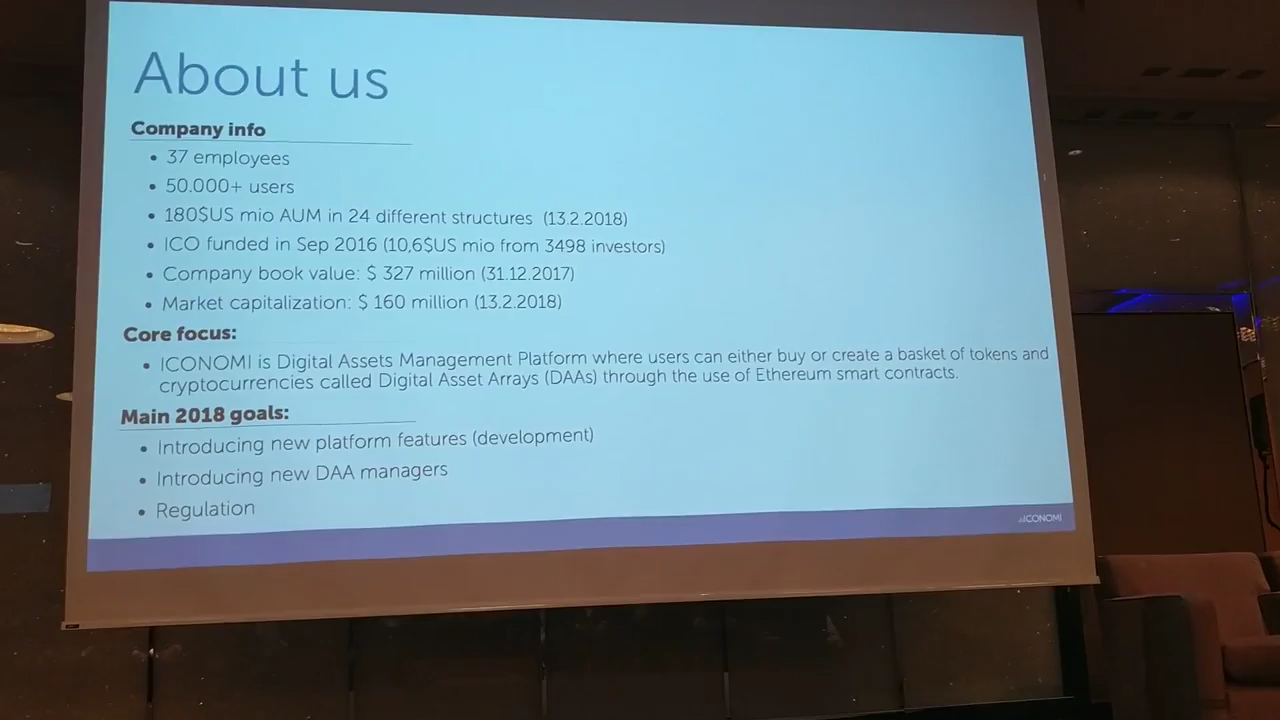 About us
Company info
• 37 employees
• 50.000+ users
• 180$US mio AUM in 24 different structures (13.2.2018)
• ICO funded in Sep 2016 (10,6$US mio from 3498 investors)
• Company book value: $ 327 million (31.12.2017)
• Market capitalization: $ 160 million (13.2.2018)
Core focus:
• ICONOMI is Digital Assets Management Platform where users can either buy or create a basket of tokens and
cryptocurrencies called Digital Asset Arrays (DAAs) through the use of Ethereum smart contracts.
Main 2018 goals:
• Introducing new platform features (development)
• Introducing new DAA managers
• Regulation
ICONOMI